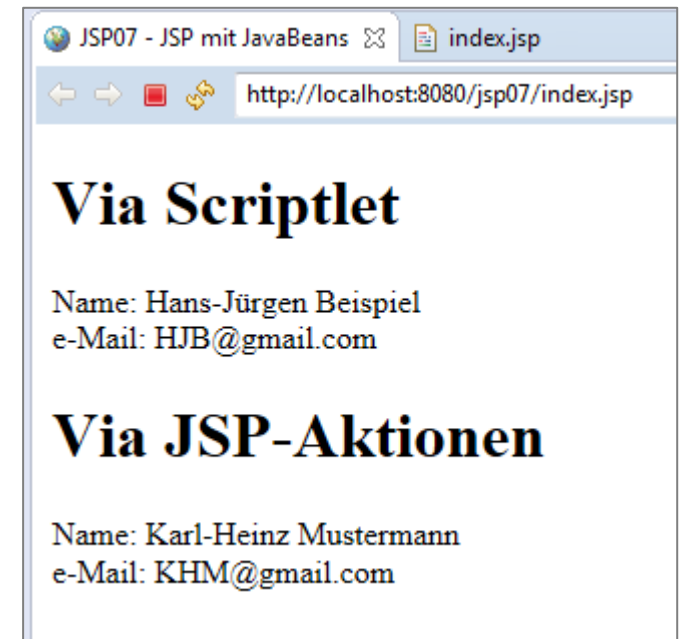 JSP07 - JSP mit JavaBeans index.jsp
http://localhost:8080/jsp07/index.jsp
Via Scriptlet
Name: Hans-Jürgen Beispiel
e-Mail: HJB@gmail.com
Via JSP-Aktionen
Name: Karl-Heinz Mustermann
e-Mail: KHM@gmail.com